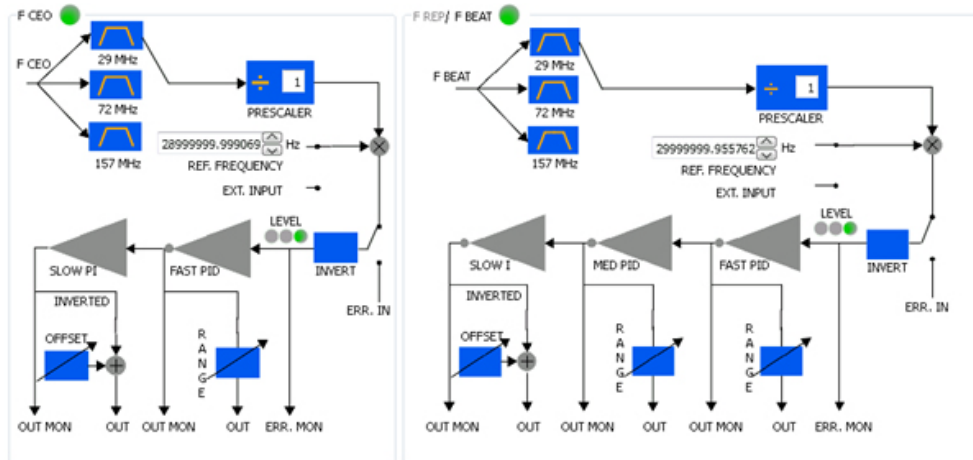 F CEO
F CEO
29 MHz
72 MHz
157 MHz
÷ 1
PRESCALER
28999999.999069 Hz
REF. FREQUENCY
EXT. INPUT
LEVEL
SLOW PI
FAST PID
INVERT
INVERTED
ERR. IN
OFFSET
RANGE
OUT MON
OUT
OUT MON
OUT
ERR. MON
F REP/ F BEAT
F BEAT
29 MHz
72 MHz
157 MHz
÷ 1
PRESCALER
29999999.955762 Hz
REF. FREQUENCY
EXT. INPUT
LEVEL
SLOW I
MED PID
FAST PID
INVERT
INVERTED
ERR. IN
OFFSET
RANGE
RANGE
OUT MON
OUT
OUT MON
OUT
OUT MON
OUT
ERR. MON